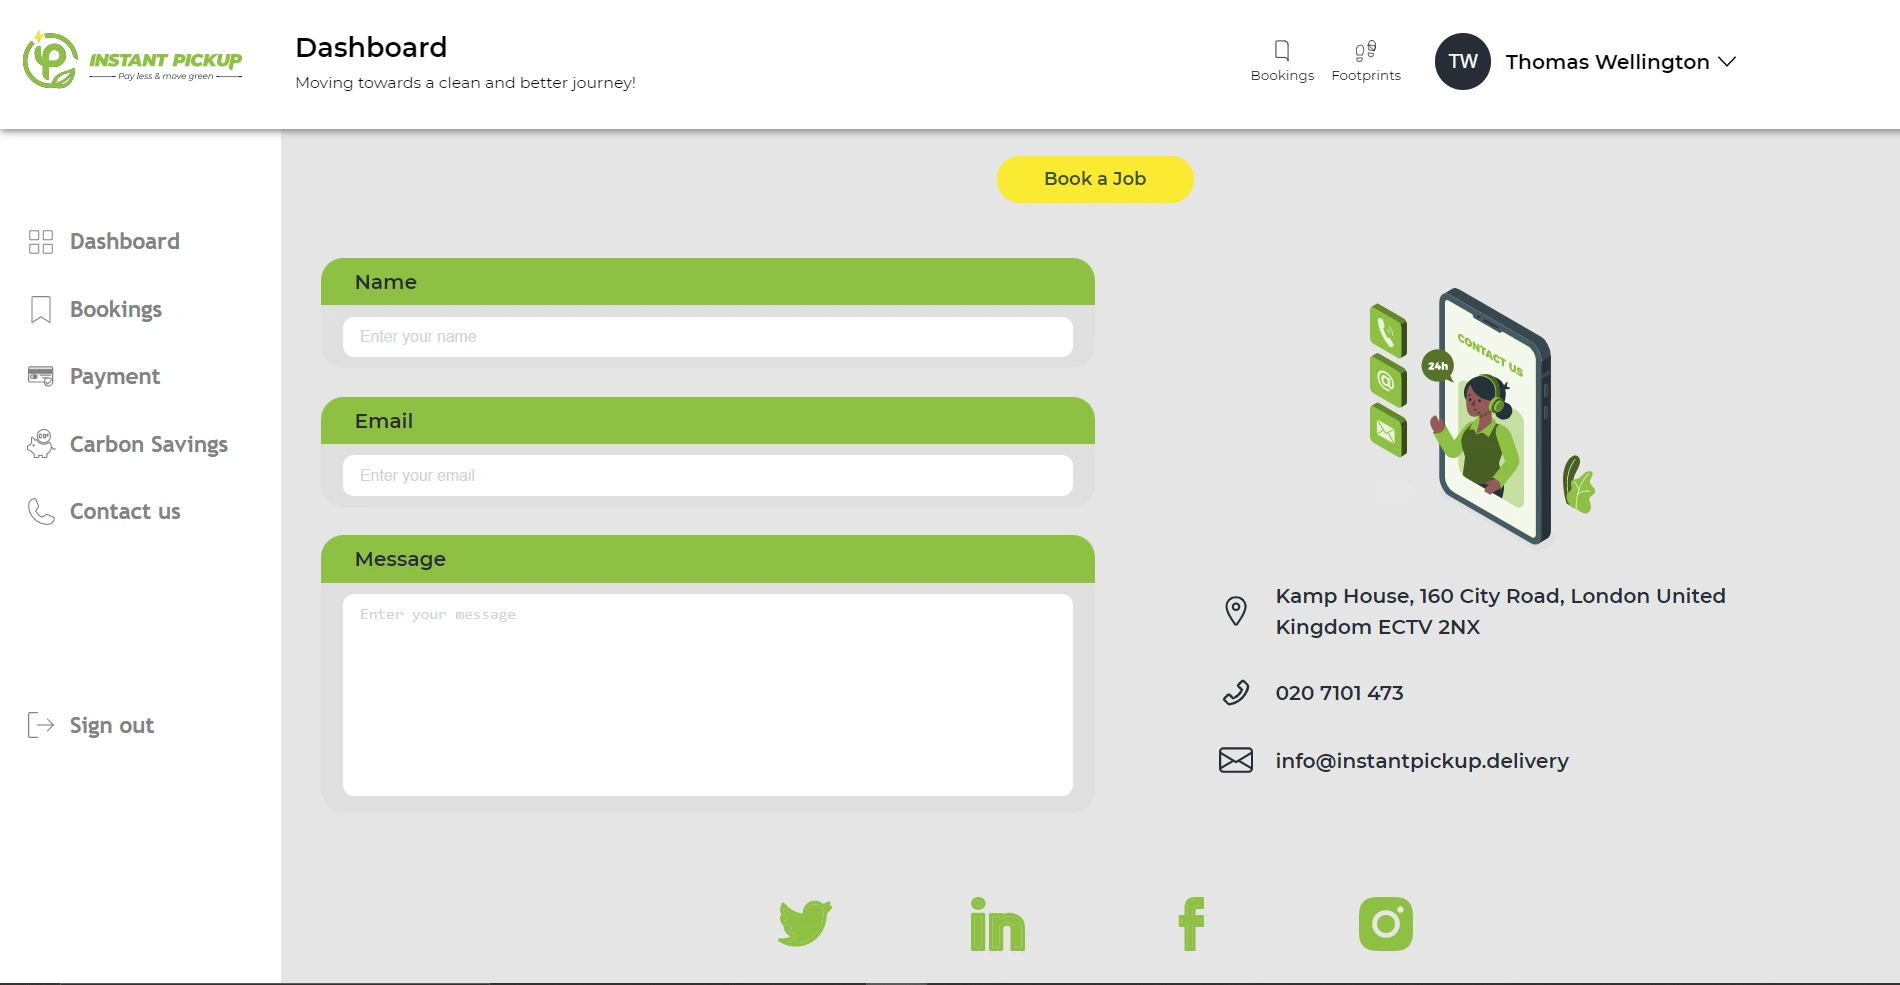 INSTANT PICKUP
Pay less & move green
Dashboard
Moving towards a clean and better journey!
Bookings
Footprints
TW
Thomas Wellington
Dashboard
Bookings
Payment
Carbon Savings
Contact us
Sign out
Book a Job
Name
Enter your name
Email
Enter your email
Message
Enter your message
CONTACT US
24h
Kamp House, 160 City Road, London United
Kingdom ECTV 2NX
020 7101 473
info@instantpickup.delivery